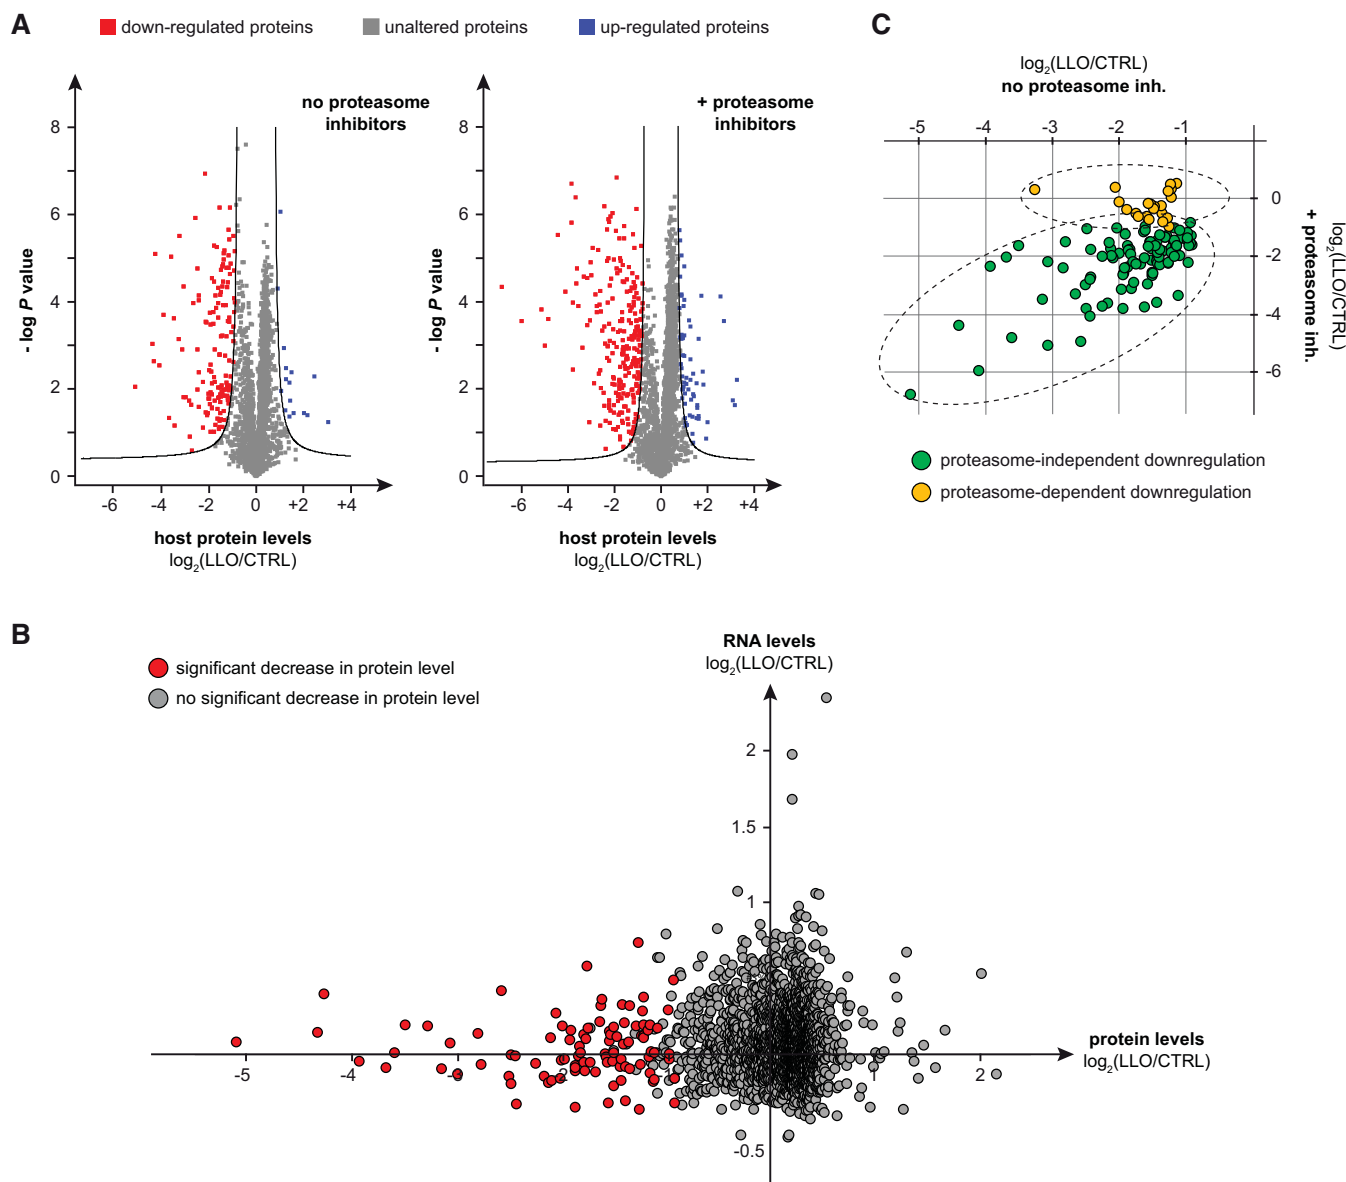 A
down-regulated proteins
unaltered proteins
up-regulated proteins
no proteasome
inhibitors
8
6
4
2
0
- log P value
-6 -4 -2 0 +2 +4
host protein levels
log2(LLO/CTRL)
+ proteasome
inhibitors
8
6
4
2
0
- log P value
-6 -4 -2 0 +2 +4
host protein levels
log2(LLO/CTRL)
C
log2(LLO/CTRL)
no proteasome inh.
-5 -4 -3 -2 -1
0
-2
-4
-6
log2(LLO/CTRL)
+ proteasome inh.
proteasome-independent downregulation
proteasome-dependent downregulation
B
significant decrease in protein level
no significant decrease in protein level
RNA levels
log2(LLO/CTRL)
2
1.5
1
-0.5
-5 -4 -3 -2 1 2
protein levels
log2(LLO/CTRL)